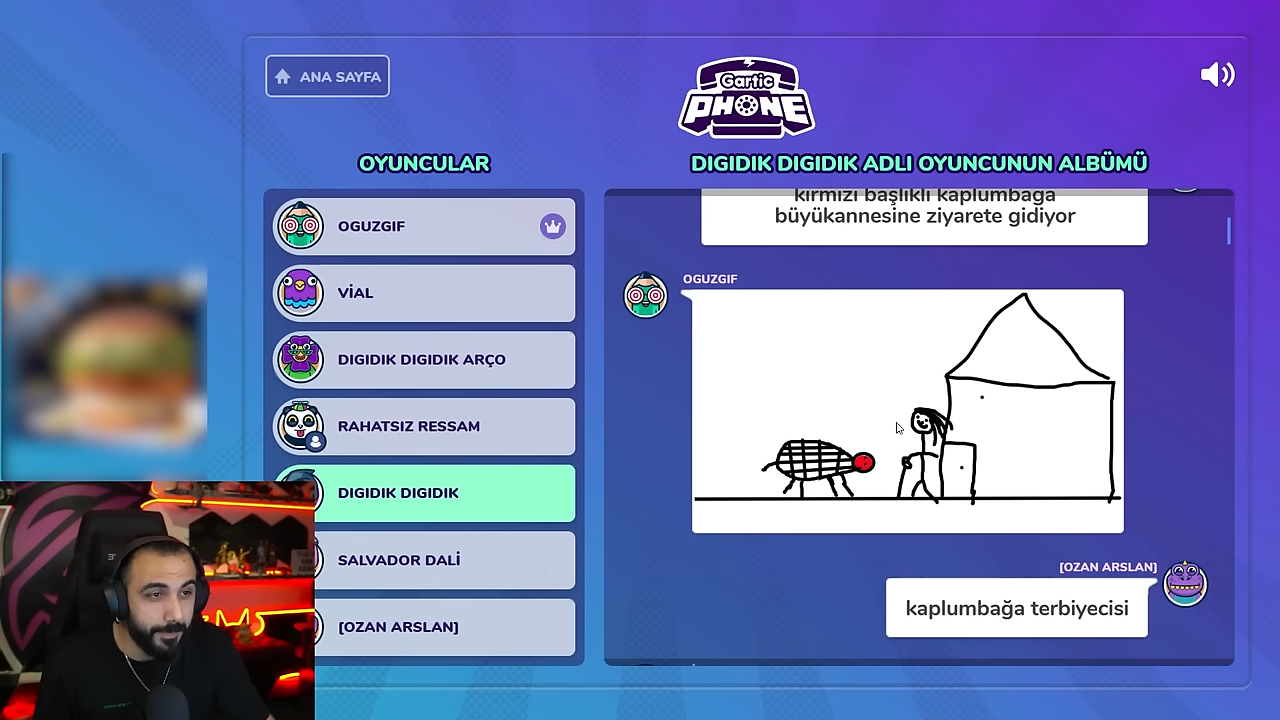 ANA SAYFA
Gartic
PHONE
OYUNCULAR
DIGIDIK DIGIDIK ADLI OYUNCUNUN ALBÜMÜ
OGUZGIF
VİAL
DIGIDIK DIGIDIK ARÇO
RAHATSIZ RESSAM
DIGIDIK DIGIDIK
SALVADOR DALİ
[OZAN ARSLAN]
kırmızı başlıklı kaplumbağa
büyükannesine ziyarete gidiyor
OGUZGIF
[OZAN ARSLAN]
kaplumbağa terbiyecisi